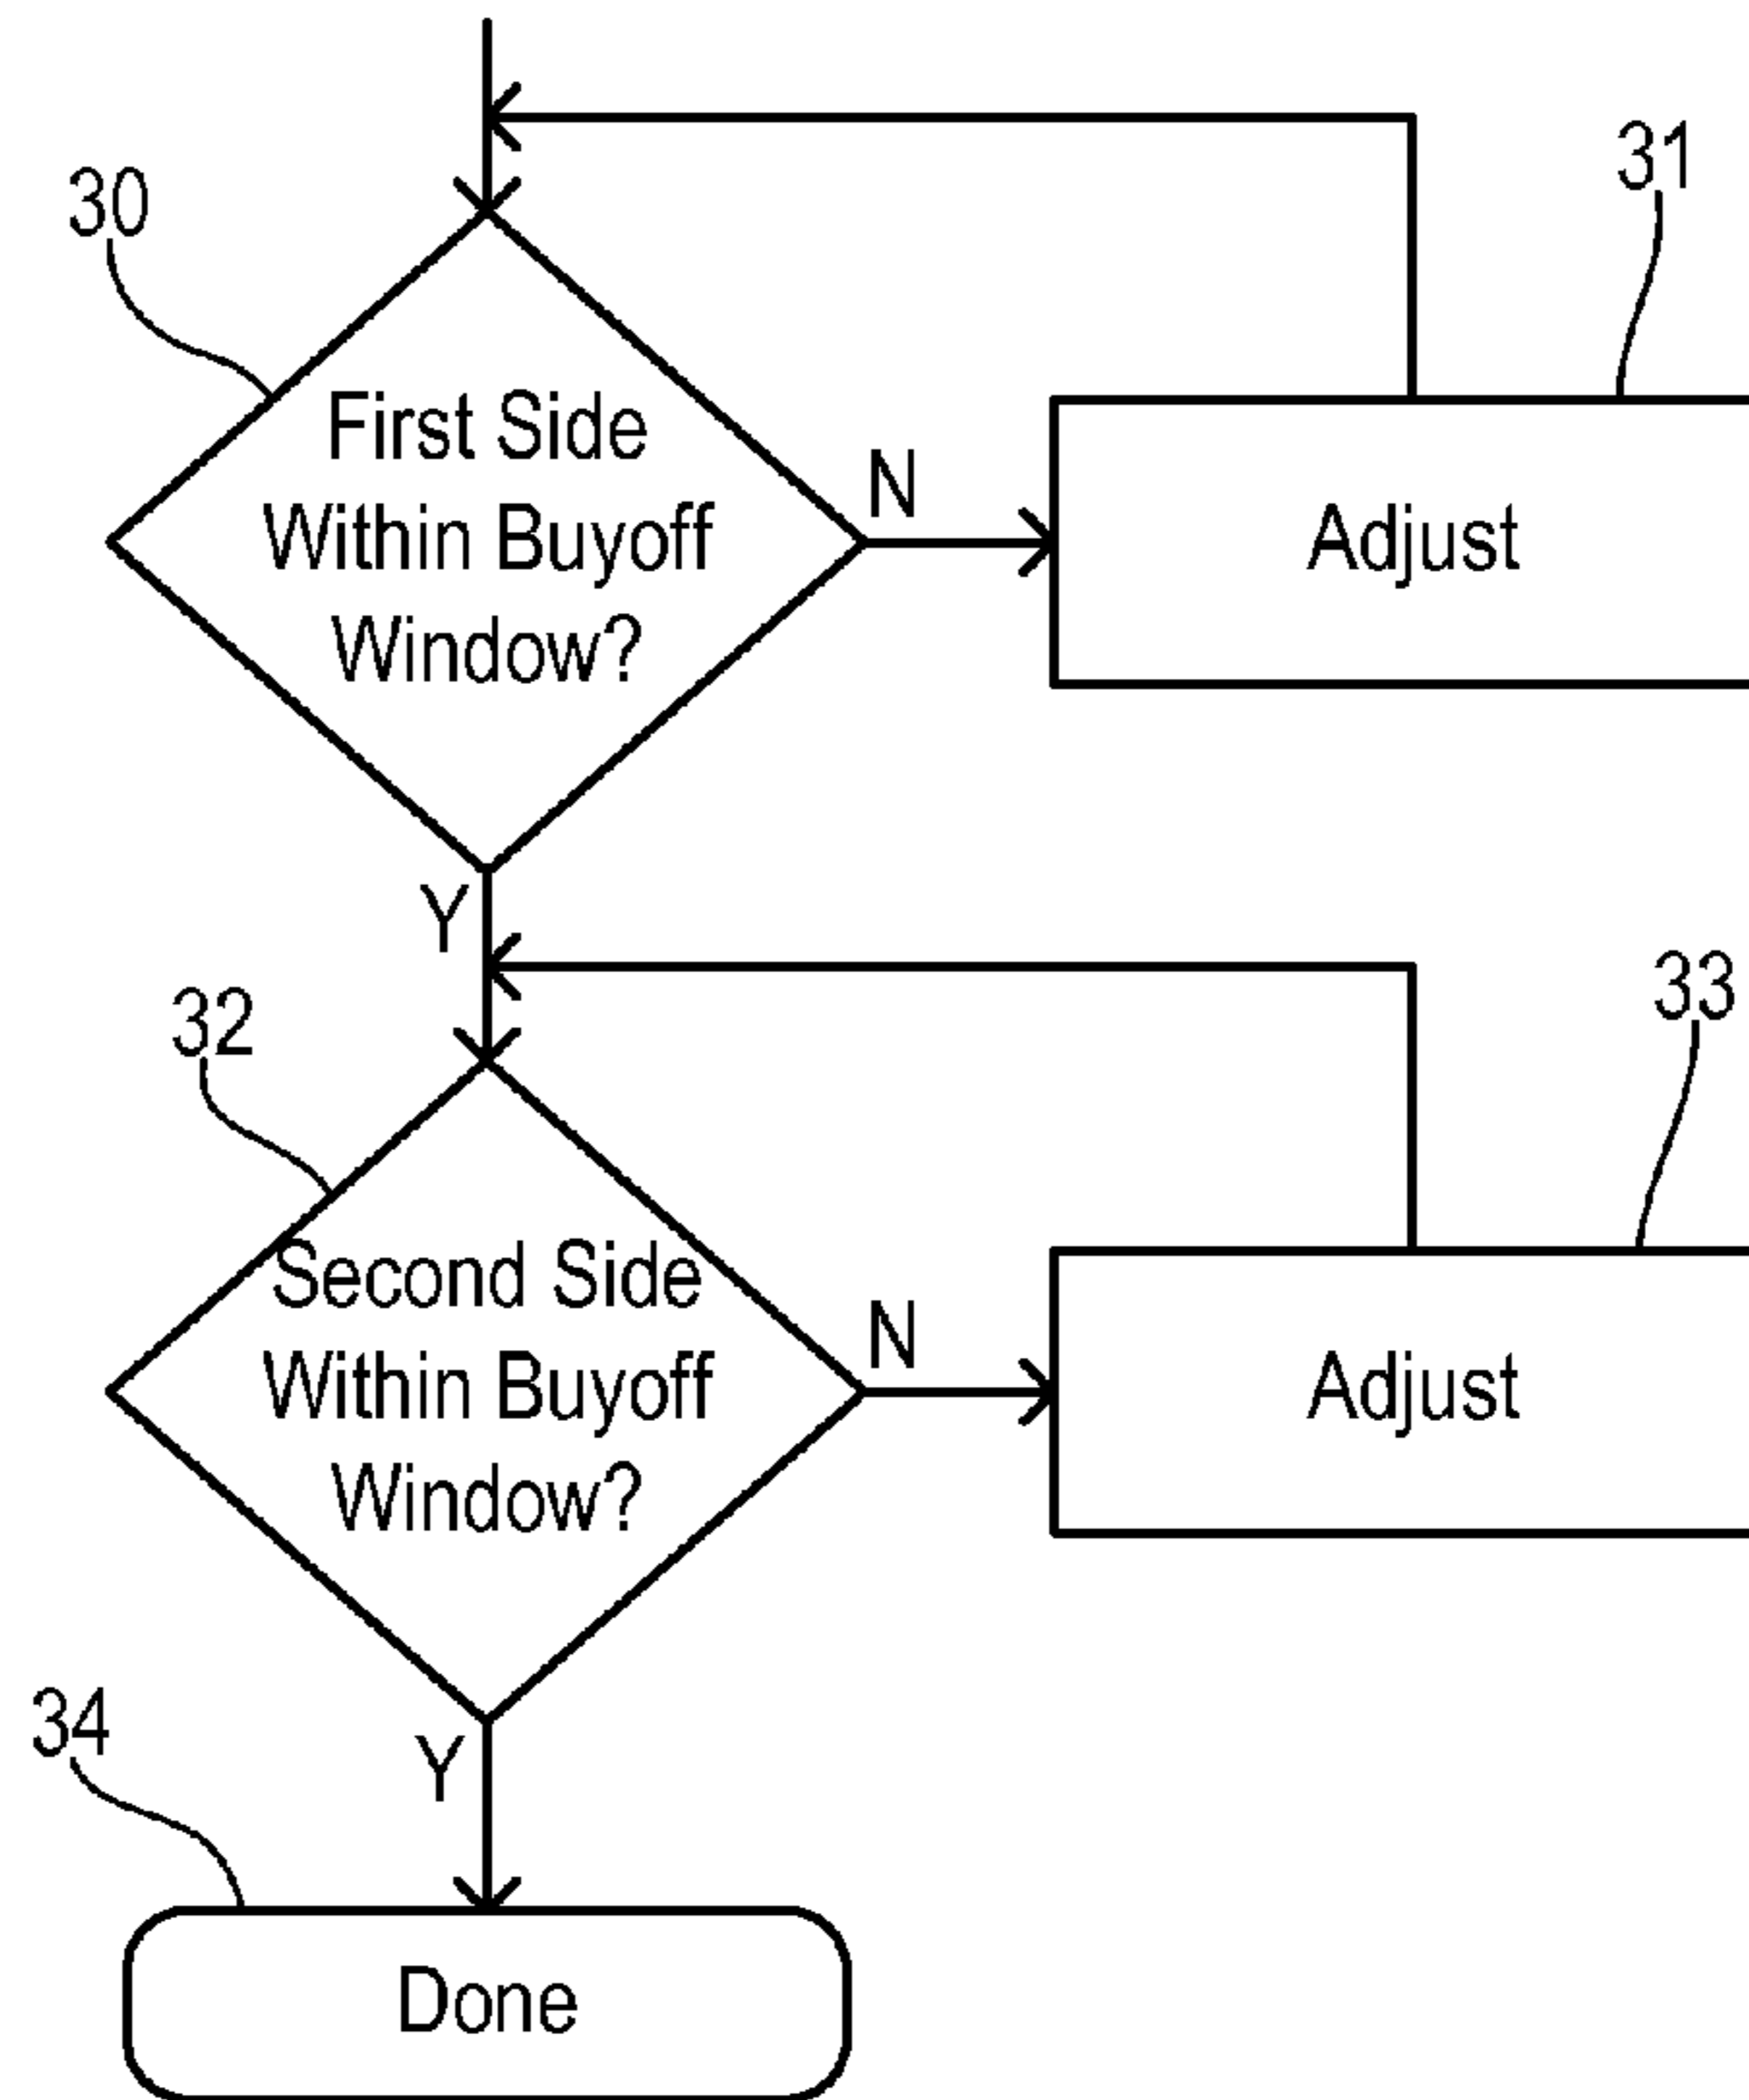 30
31
First Side
Within Buyoff
Window?
N
Adjust
Y
32
33
Second Side
Within Buyoff
Window?
N
Adjust
34
Y
Done